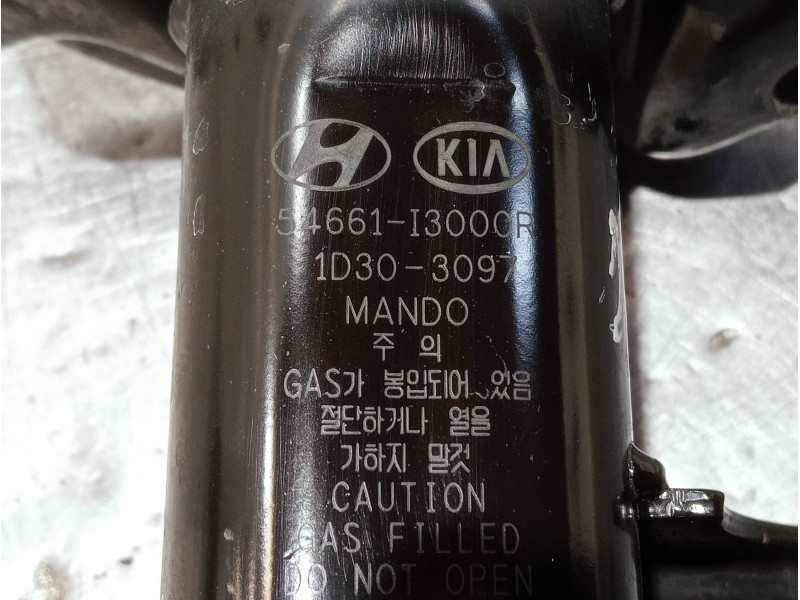 KIA
54661-I3000R
1D30-3097
MANDO
주 의
GAS가 봉입되어 있음
절단하거나 열을
가하지 말것
CAUTION
GAS FILLED
DO NOT OPEN